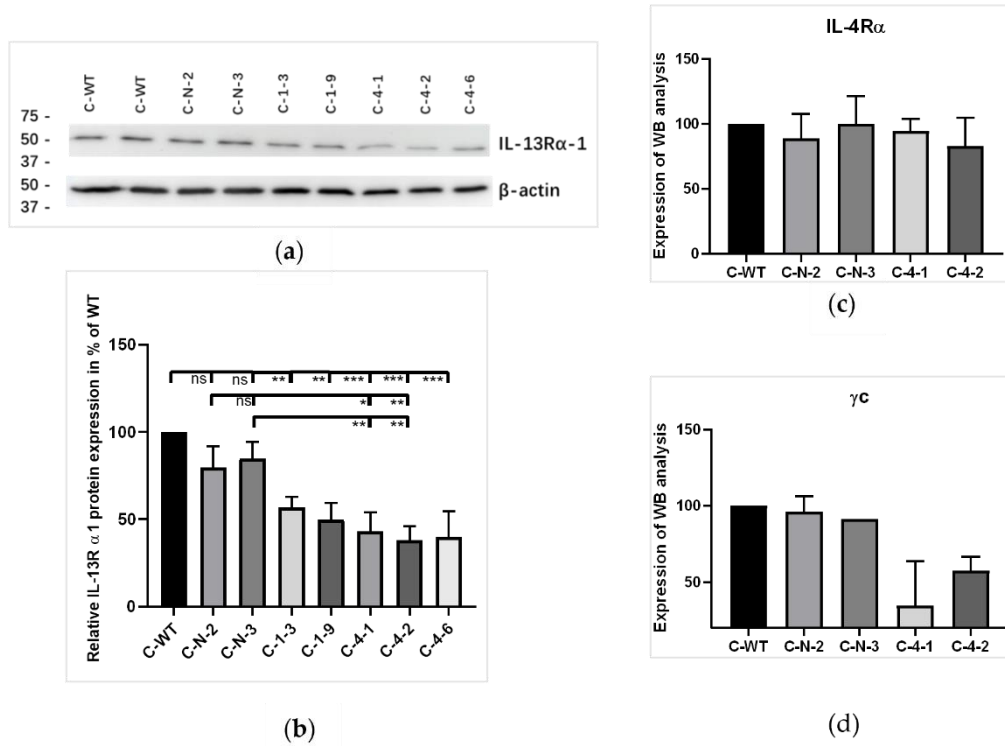 C-WT C-WT C-N-2 C-N-3 C-1-3 C-1-9 C-4-1 C-4-2 C-4-6
75 -
50 -
37 -
IL-13Rα-1
50 -
37 -
β-actin
(a)
Relative IL-13R α 1 protein expression in % of WT
150
100
50
0
ns ns ** ** *** *** ***
ns * **
** **
C-WT C-N-2 C-N-3 C-1-3 C-1-9 C-4-1 C-4-2 C-4-6
(b)
IL-4Rα
Expression of WB analysis
150
100
50
0
C-WT C-N-2 C-N-3 C-4-1 C-4-2
(c)
γc
Expression of WB analysis
150
100
50
C-WT C-N-2 C-N-3 C-4-1 C-4-2
(d)